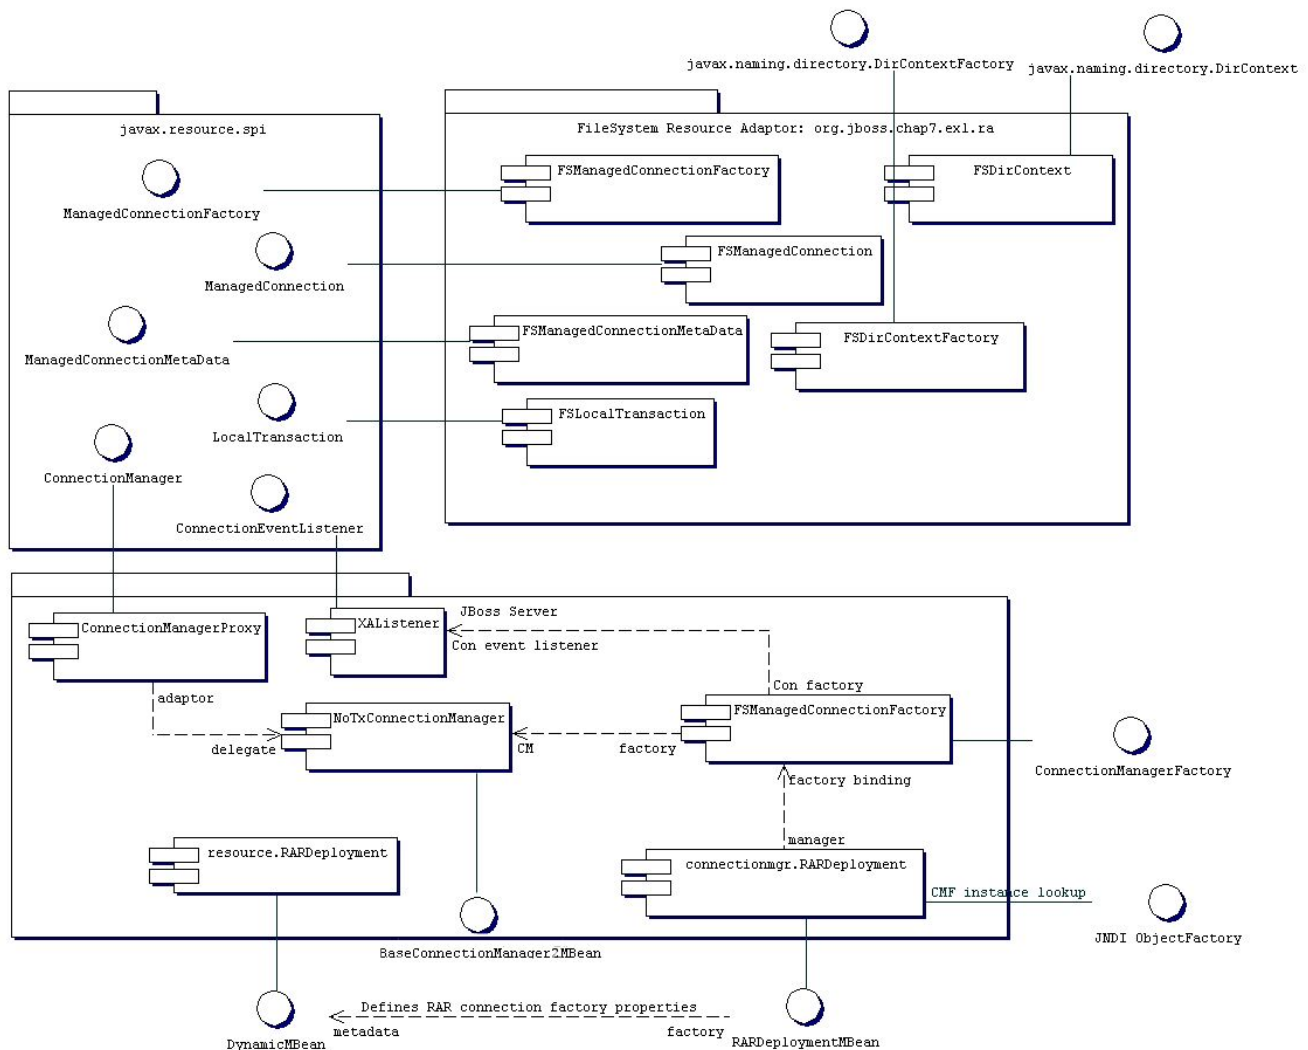 javax.naming.directory.DirContextFactory
javax.naming.directory.DirContext
javax.resource.spi
FileSystem Resource Adaptor: org.jboss.chap7.ex1.ra
FSManagedConnectionFactory
FSDirContext
ManagedConnectionFactory
FSManagedConnection
ManagedConnection
FSManagedConnectionMetaData
FSDirContextFactory
ManagedConnectionMetaData
FSLocalTransaction
LocalTransaction
ConnectionManager
ConnectionEventListener
JBoss Server
ConnectionManagerProxy
XAListener
Con event listener
Con factory
adaptor
FSManagedConnectionFactory
NoTxConnectionManager
delegate
CM
factory
ConnectionManagerFactory
factory binding
manager
resource.RARDeployment
connectionmgr.RARDeployment
CMF instance lookup
JNDI ObjectFactory
BaseConnectionManager2MBean
Defines RAR connection factory properties
metadata
factory
DynamicMBean
RARDeploymentMBean